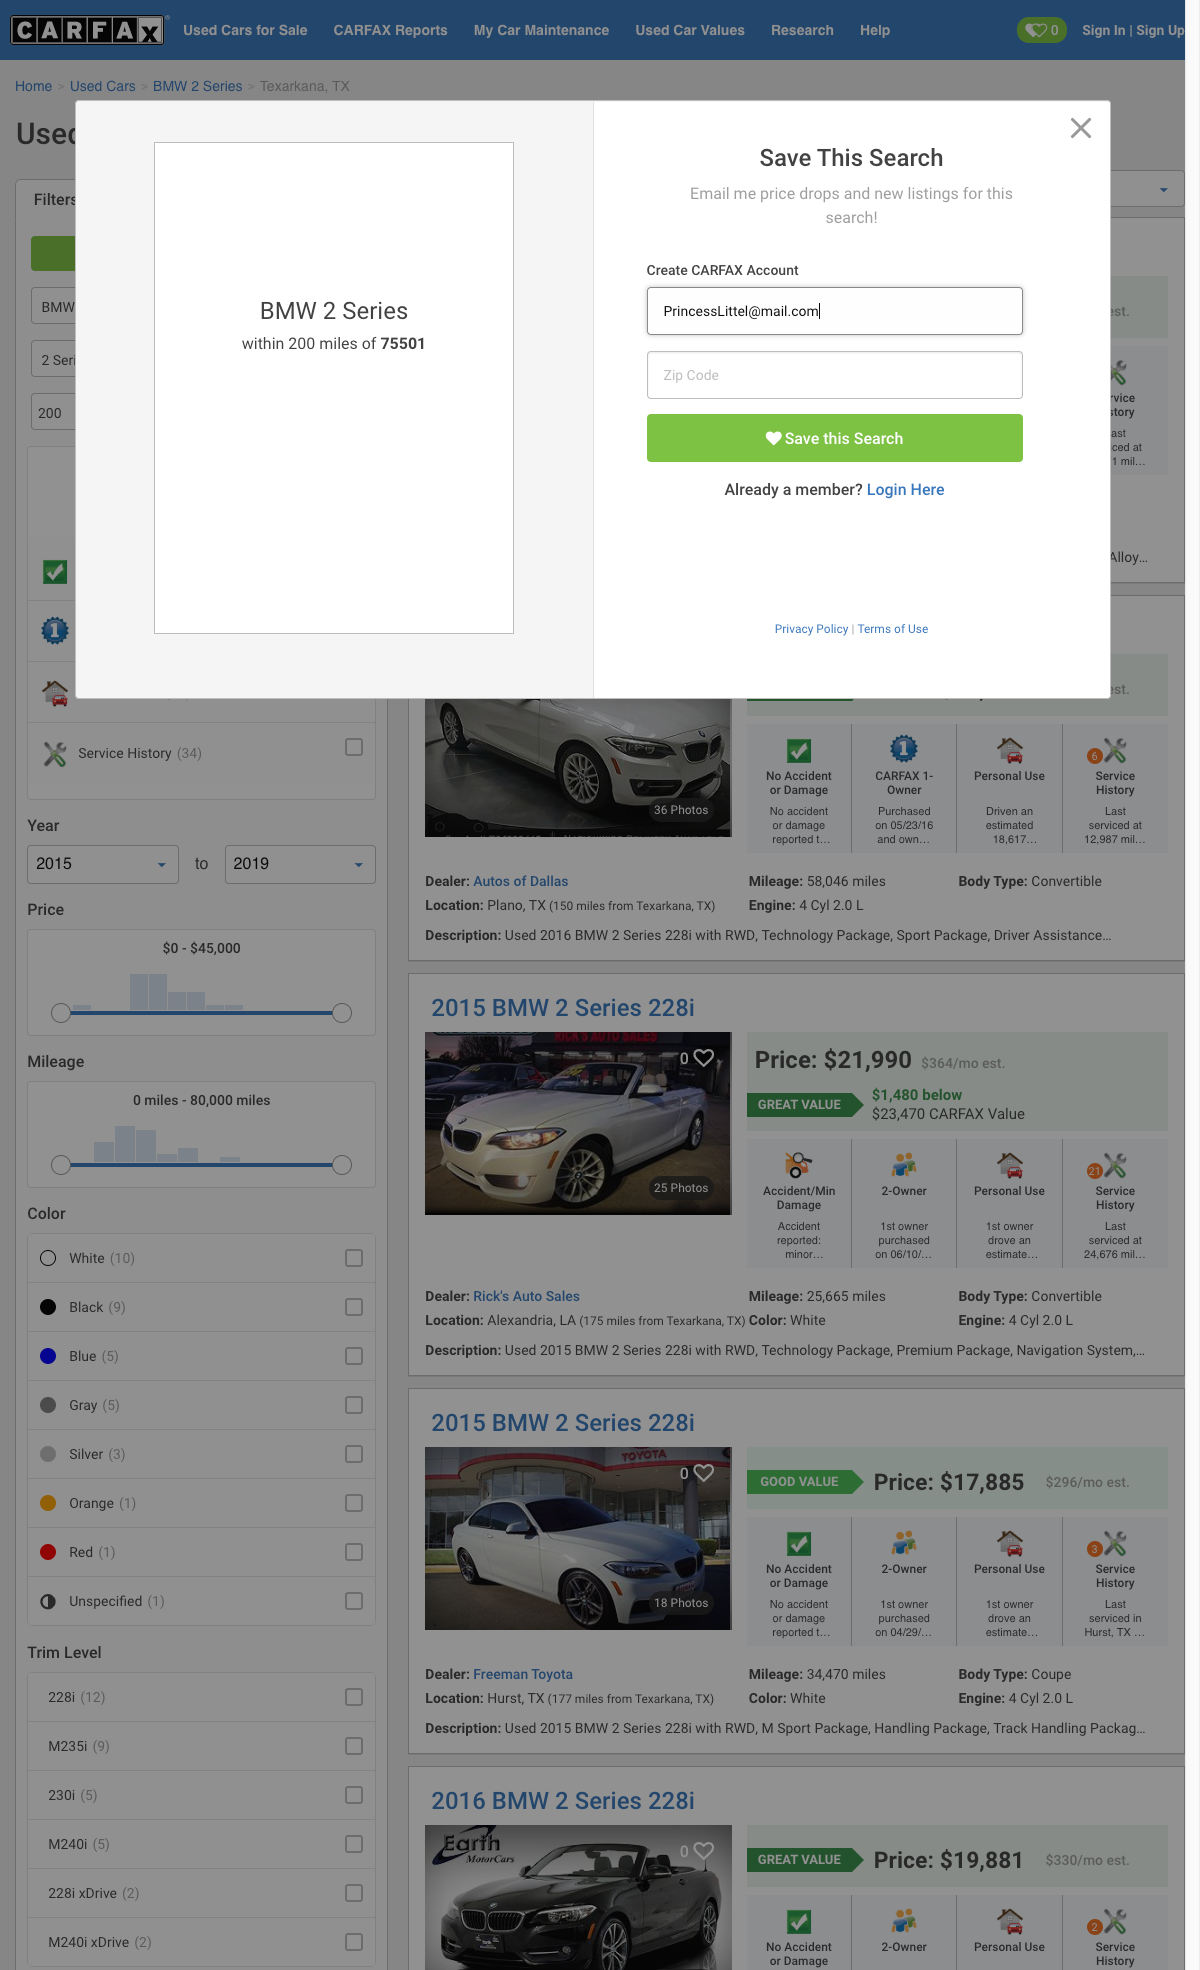 CARFAX
Used Cars for Sale
CARFAX Reports
My Car Maintenance
Used Car Values
Research
Help
0
Sign In | Sign Up
Home > Used Cars > BMW 2 Series > Texarkana, TX
Used
Filters
BMW
2 Seri
200
Service History (34)
Year
2015 to 2019
Price
$0 - $45,000
Mileage
0 miles - 80,000 miles
Color
White (10)
Black (9)
Blue (5)
Gray (5)
Silver (3)
Orange (1)
Red (1)
Unspecified (1)
Trim Level
228i (12)
M235i (9)
230i (5)
M240i (5)
228i xDrive (2)
M240i xDrive (2)
BMW 2 Series
within 200 miles of 75501
Save This Search
Email me price drops and new listings for this
search!
Create CARFAX Account
PrincessLittel@mail.com
Zip Code
Save this Search
Already a member? Login Here
Privacy Policy | Terms of Use
est.
rvice
story
ast
ced at
1 mil...
Alloy...
est.
36 Photos
No Accident
or Damage
No accident
or damage
reported t...
1
CARFAX 1-
Owner
Purchased
on 05/23/16
and own...
Personal Use
Driven an
estimated
18,617...
6
Service
History
Last
serviced at
12,987 mil...
Dealer: Autos of Dallas
Mileage: 58,046 miles
Body Type: Convertible
Location: Plano, TX (150 miles from Texarkana, TX)
Engine: 4 Cyl 2.0 L
Description: Used 2016 BMW 2 Series 228i with RWD, Technology Package, Sport Package, Driver Assistance...
2015 BMW 2 Series 228i
RICK'S AUTO SALES
0
25 Photos
Price: $21,990 $364/mo est.
GREAT VALUE
$1,480 below
$23,470 CARFAX Value
Accident/Min
Damage
Accident
reported:
minor...
2-Owner
1st owner
purchased
on 06/10/...
Personal Use
1st owner
drove an
estimate...
21
Service
History
Last
serviced at
24,676 mil...
Dealer: Rick's Auto Sales
Mileage: 25,665 miles
Body Type: Convertible
Location: Alexandria, LA (175 miles from Texarkana, TX)
Color: White
Engine: 4 Cyl 2.0 L
Description: Used 2015 BMW 2 Series 228i with RWD, Technology Package, Premium Package, Navigation System,...
2015 BMW 2 Series 228i
TOYOTA
0
18 Photos
GOOD VALUE
Price: $17,885 $296/mo est.
No Accident
or Damage
No accident
or damage
reported t...
2-Owner
1st owner
purchased
on 04/29/...
Personal Use
1st owner
drove an
estimate...
3
Service
History
Last
serviced in
Hurst, TX ...
Dealer: Freeman Toyota
Mileage: 34,470 miles
Body Type: Coupe
Location: Hurst, TX (177 miles from Texarkana, TX)
Color: White
Engine: 4 Cyl 2.0 L
Description: Used 2015 BMW 2 Series 228i with RWD, M Sport Package, Handling Package, Track Handling Packag...
2016 BMW 2 Series 228i
Earth
MotorCars
0
GREAT VALUE
Price: $19,881 $330/mo est.
No Accident
or Damage
2-Owner
Personal Use
2
Service
History